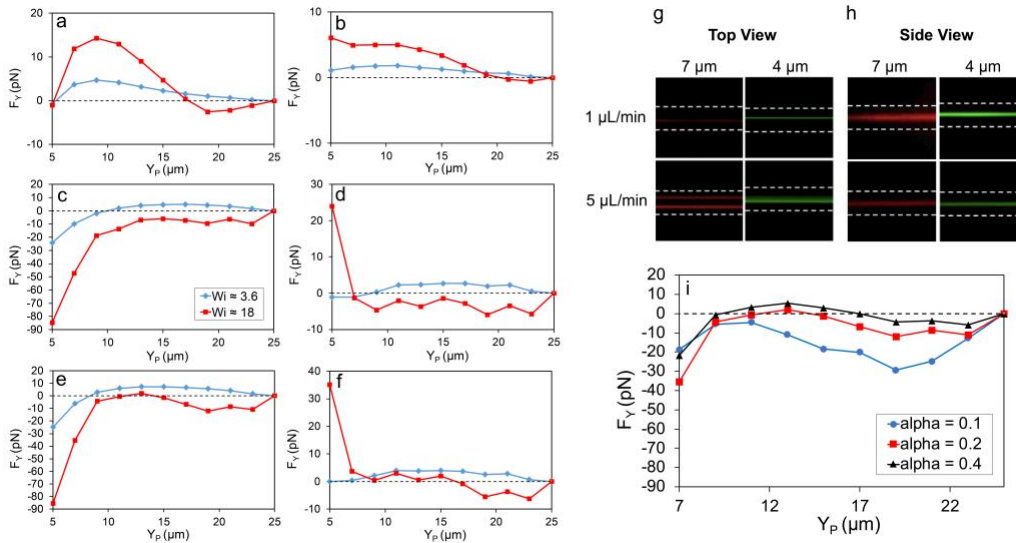 a
20
10
0
-10
5
10
15
20
25
F_Y (pN)
Y_P (µm)
b
10
0
-10
5
10
15
20
25
F_Y (pN)
Y_P (µm)
c
20
10
0
-10
-20
-30
-40
-50
-60
-70
-80
-90
5
10
15
20
25
F_Y (pN)
Y_P (µm)
Wi ≈ 3.6
Wi ≈ 18
d
30
20
10
0
-10
5
10
15
20
25
F_Y (pN)
Y_P (µm)
e
20
10
0
-10
-20
-30
-40
-50
-60
-70
-80
-90
5
10
15
20
25
F_Y (pN)
Y_P (µm)
f
40
30
20
10
0
-10
5
10
15
20
25
F_Y (pN)
Y_P (µm)
g
Top View
7 µm 4 µm
1 µL/min
5 µL/min
h
Side View
7 µm 4 µm
i
20
10
0
-10
-20
-30
-40
-50
-60
-70
-80
-90
7
12
17
22
F_Y (pN)
Y_P (µm)
alpha = 0.1
alpha = 0.2
alpha = 0.4